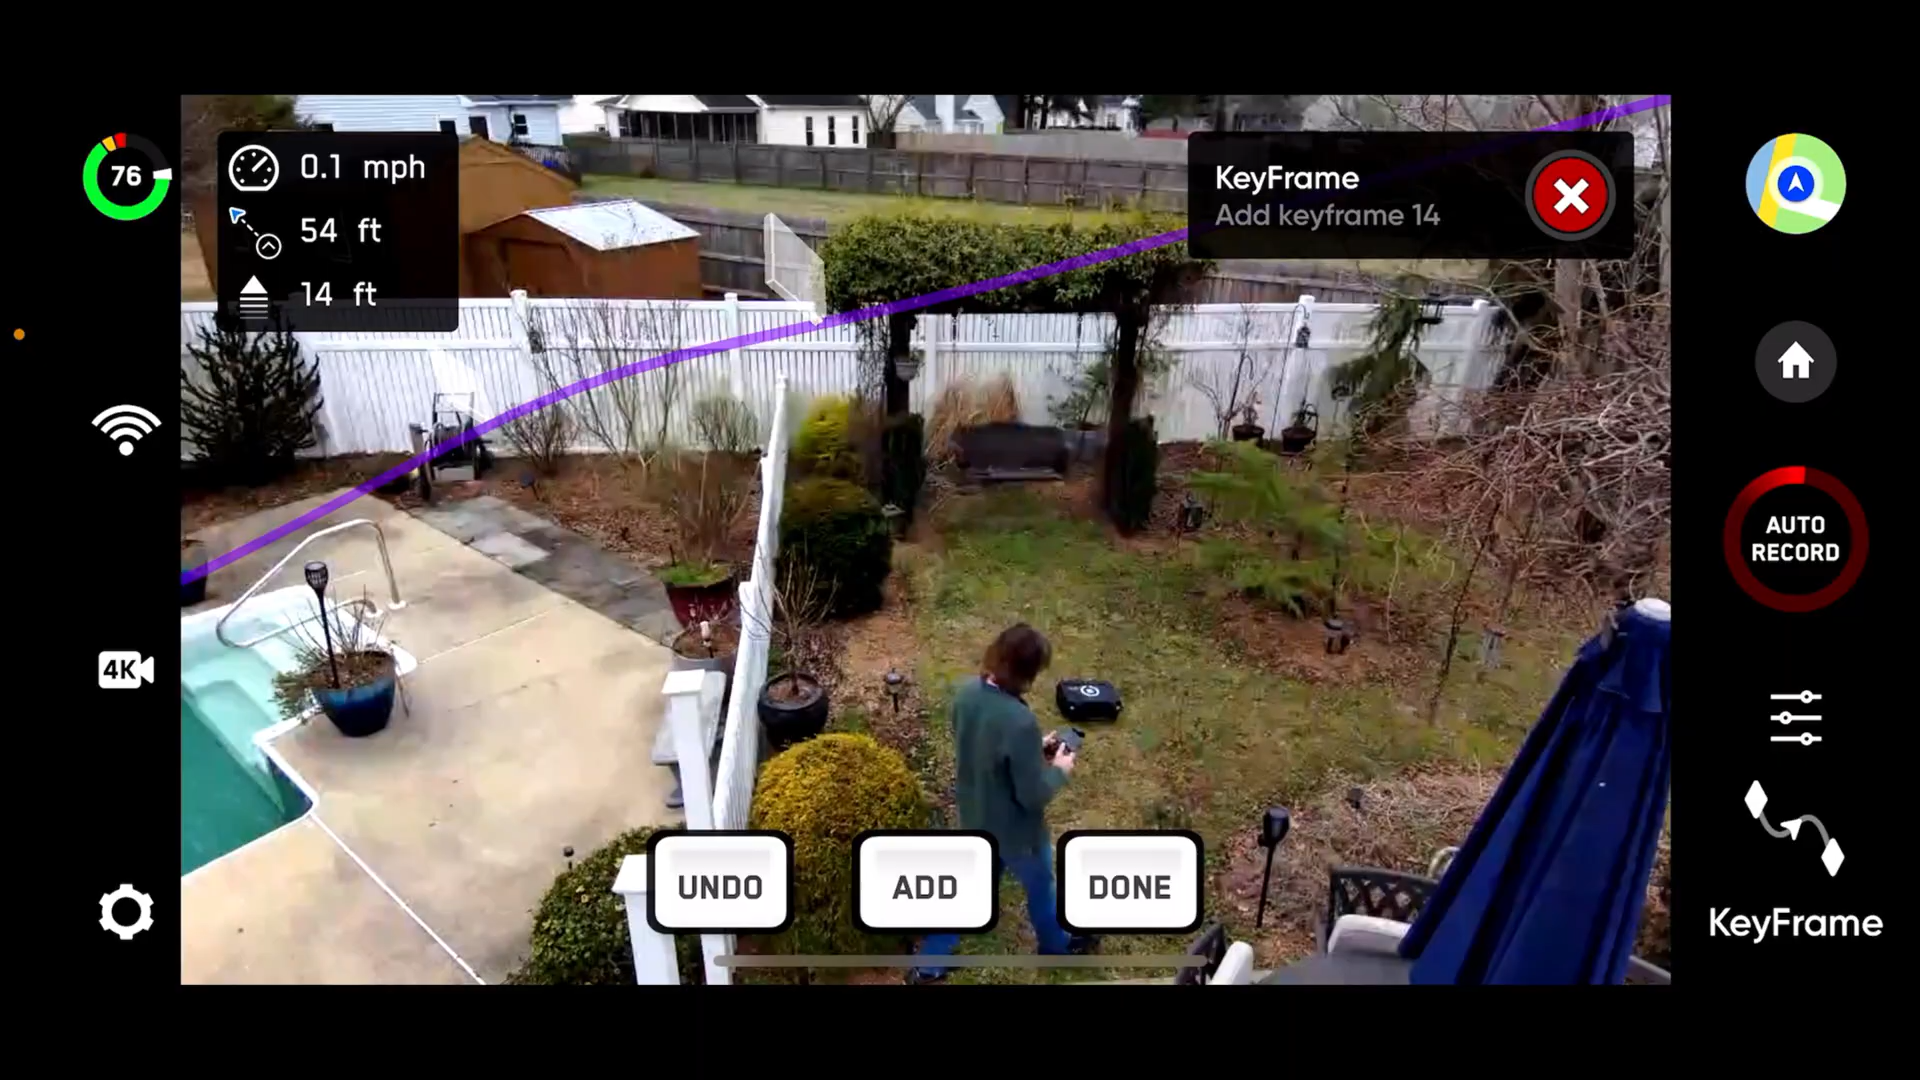 76
0.1 mph
54 ft
14 ft
KeyFrame
Add keyframe 14
AUTO
RECORD
4K
UNDO
ADD
DONE
KeyFrame